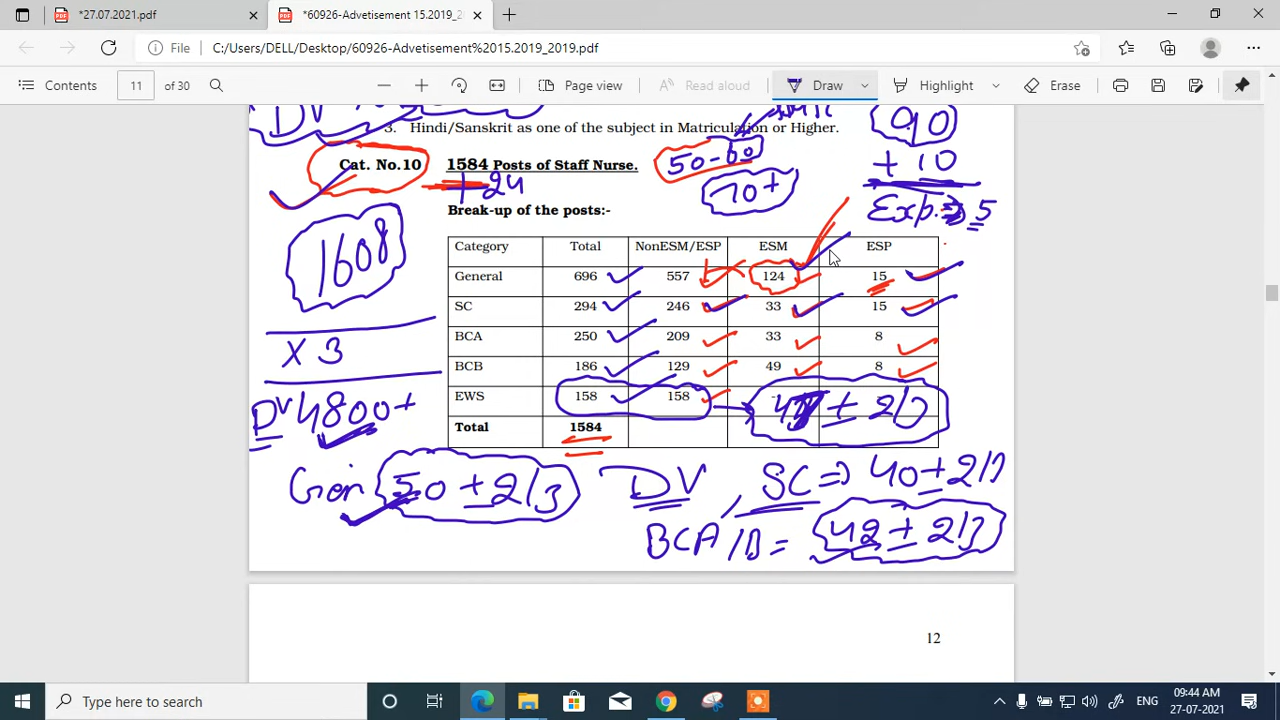 *27.07.2021.pdf
*60926-Advetisement 15.2019_2
File
C:/Users/DELL/Desktop/60926-Advetisement%2015.2019_2019.pdf
Contents
11
of 30
Page view
Read aloud
Draw
Highlight
Erase
DV
3. Hindi/Sanskrit as one of the subject in Matriculation or Higher.
90
+ 10
Cat. No.10 1584 Posts of Staff Nurse.
50-60
+ 24
70+
Exp. => 5
Break-up of the posts:-
1608
Category Total NonESM/ESP ESM ESP
General 696 557 124 15
SC 294 246 33 15
BCA 250 209 33 8
BCB 186 129 49 8
EWS 158 158
Total 1584
X 3
DV 4800+
± 2/3
Gen 50 ± 2/3 DV, SC => 40 ± 2/3
BCA/B = 42 ± 2/3
12
Type here to search
ENG
09:44 AM
27-07-2021